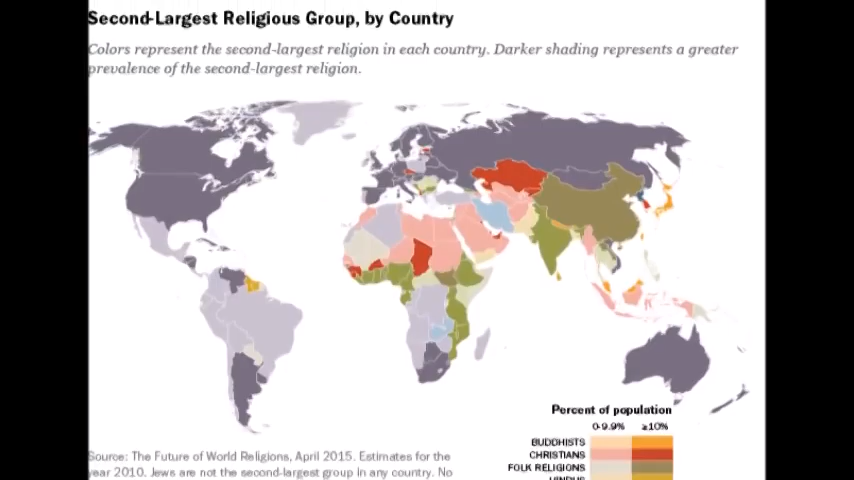 Second-Largest Religious Group, by Country
Colors represent the second-largest religion in each country. Darker shading represents a greater
prevalence of the second-largest religion.
Percent of population
0-9.9% ≥10%
BUDDHISTS
CHRISTIANS
FOLK RELIGIONS
Source: The Future of World Religions, April 2015. Estimates for the
year 2010. Jews are not the second-largest group in any country. No